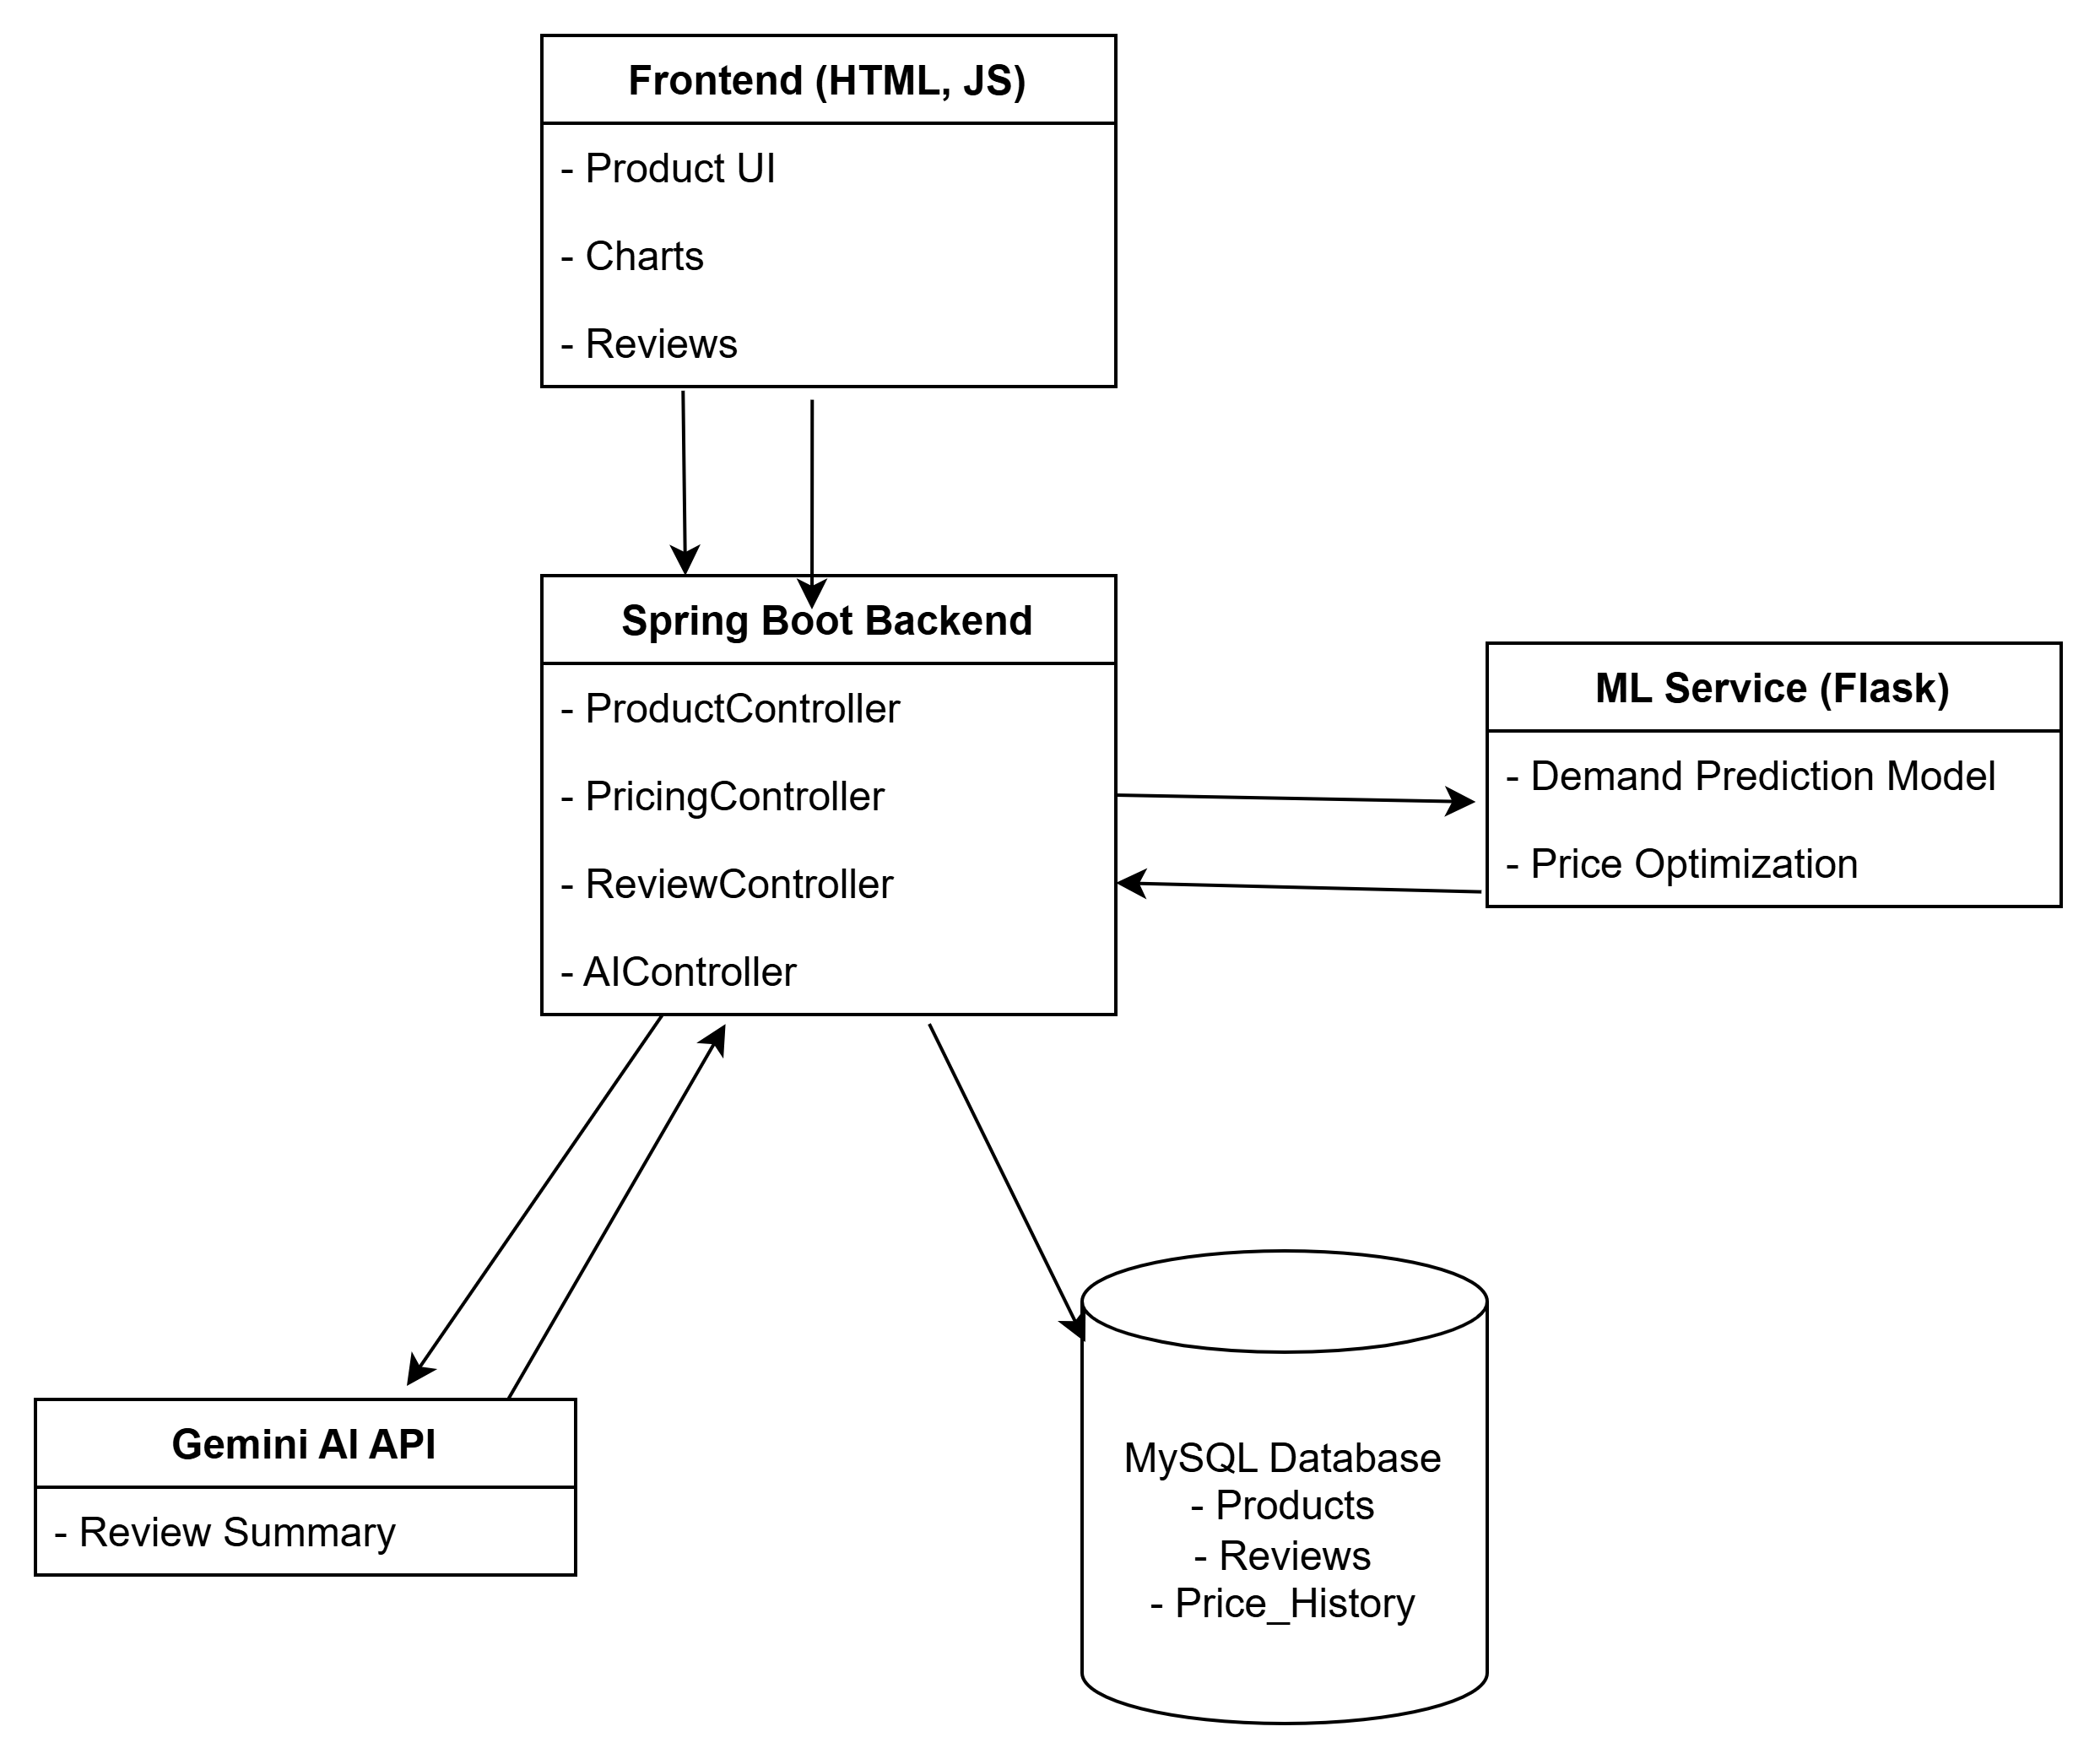 Frontend (HTML, JS)
- Product UI
- Charts
- Reviews
Spring Boot Backend
- ProductController
- PricingController
- ReviewController
- AIController
ML Service (Flask)
- Demand Prediction Model
- Price Optimization
Gemini AI API
- Review Summary
MySQL Database
- Products
- Reviews
- Price_History